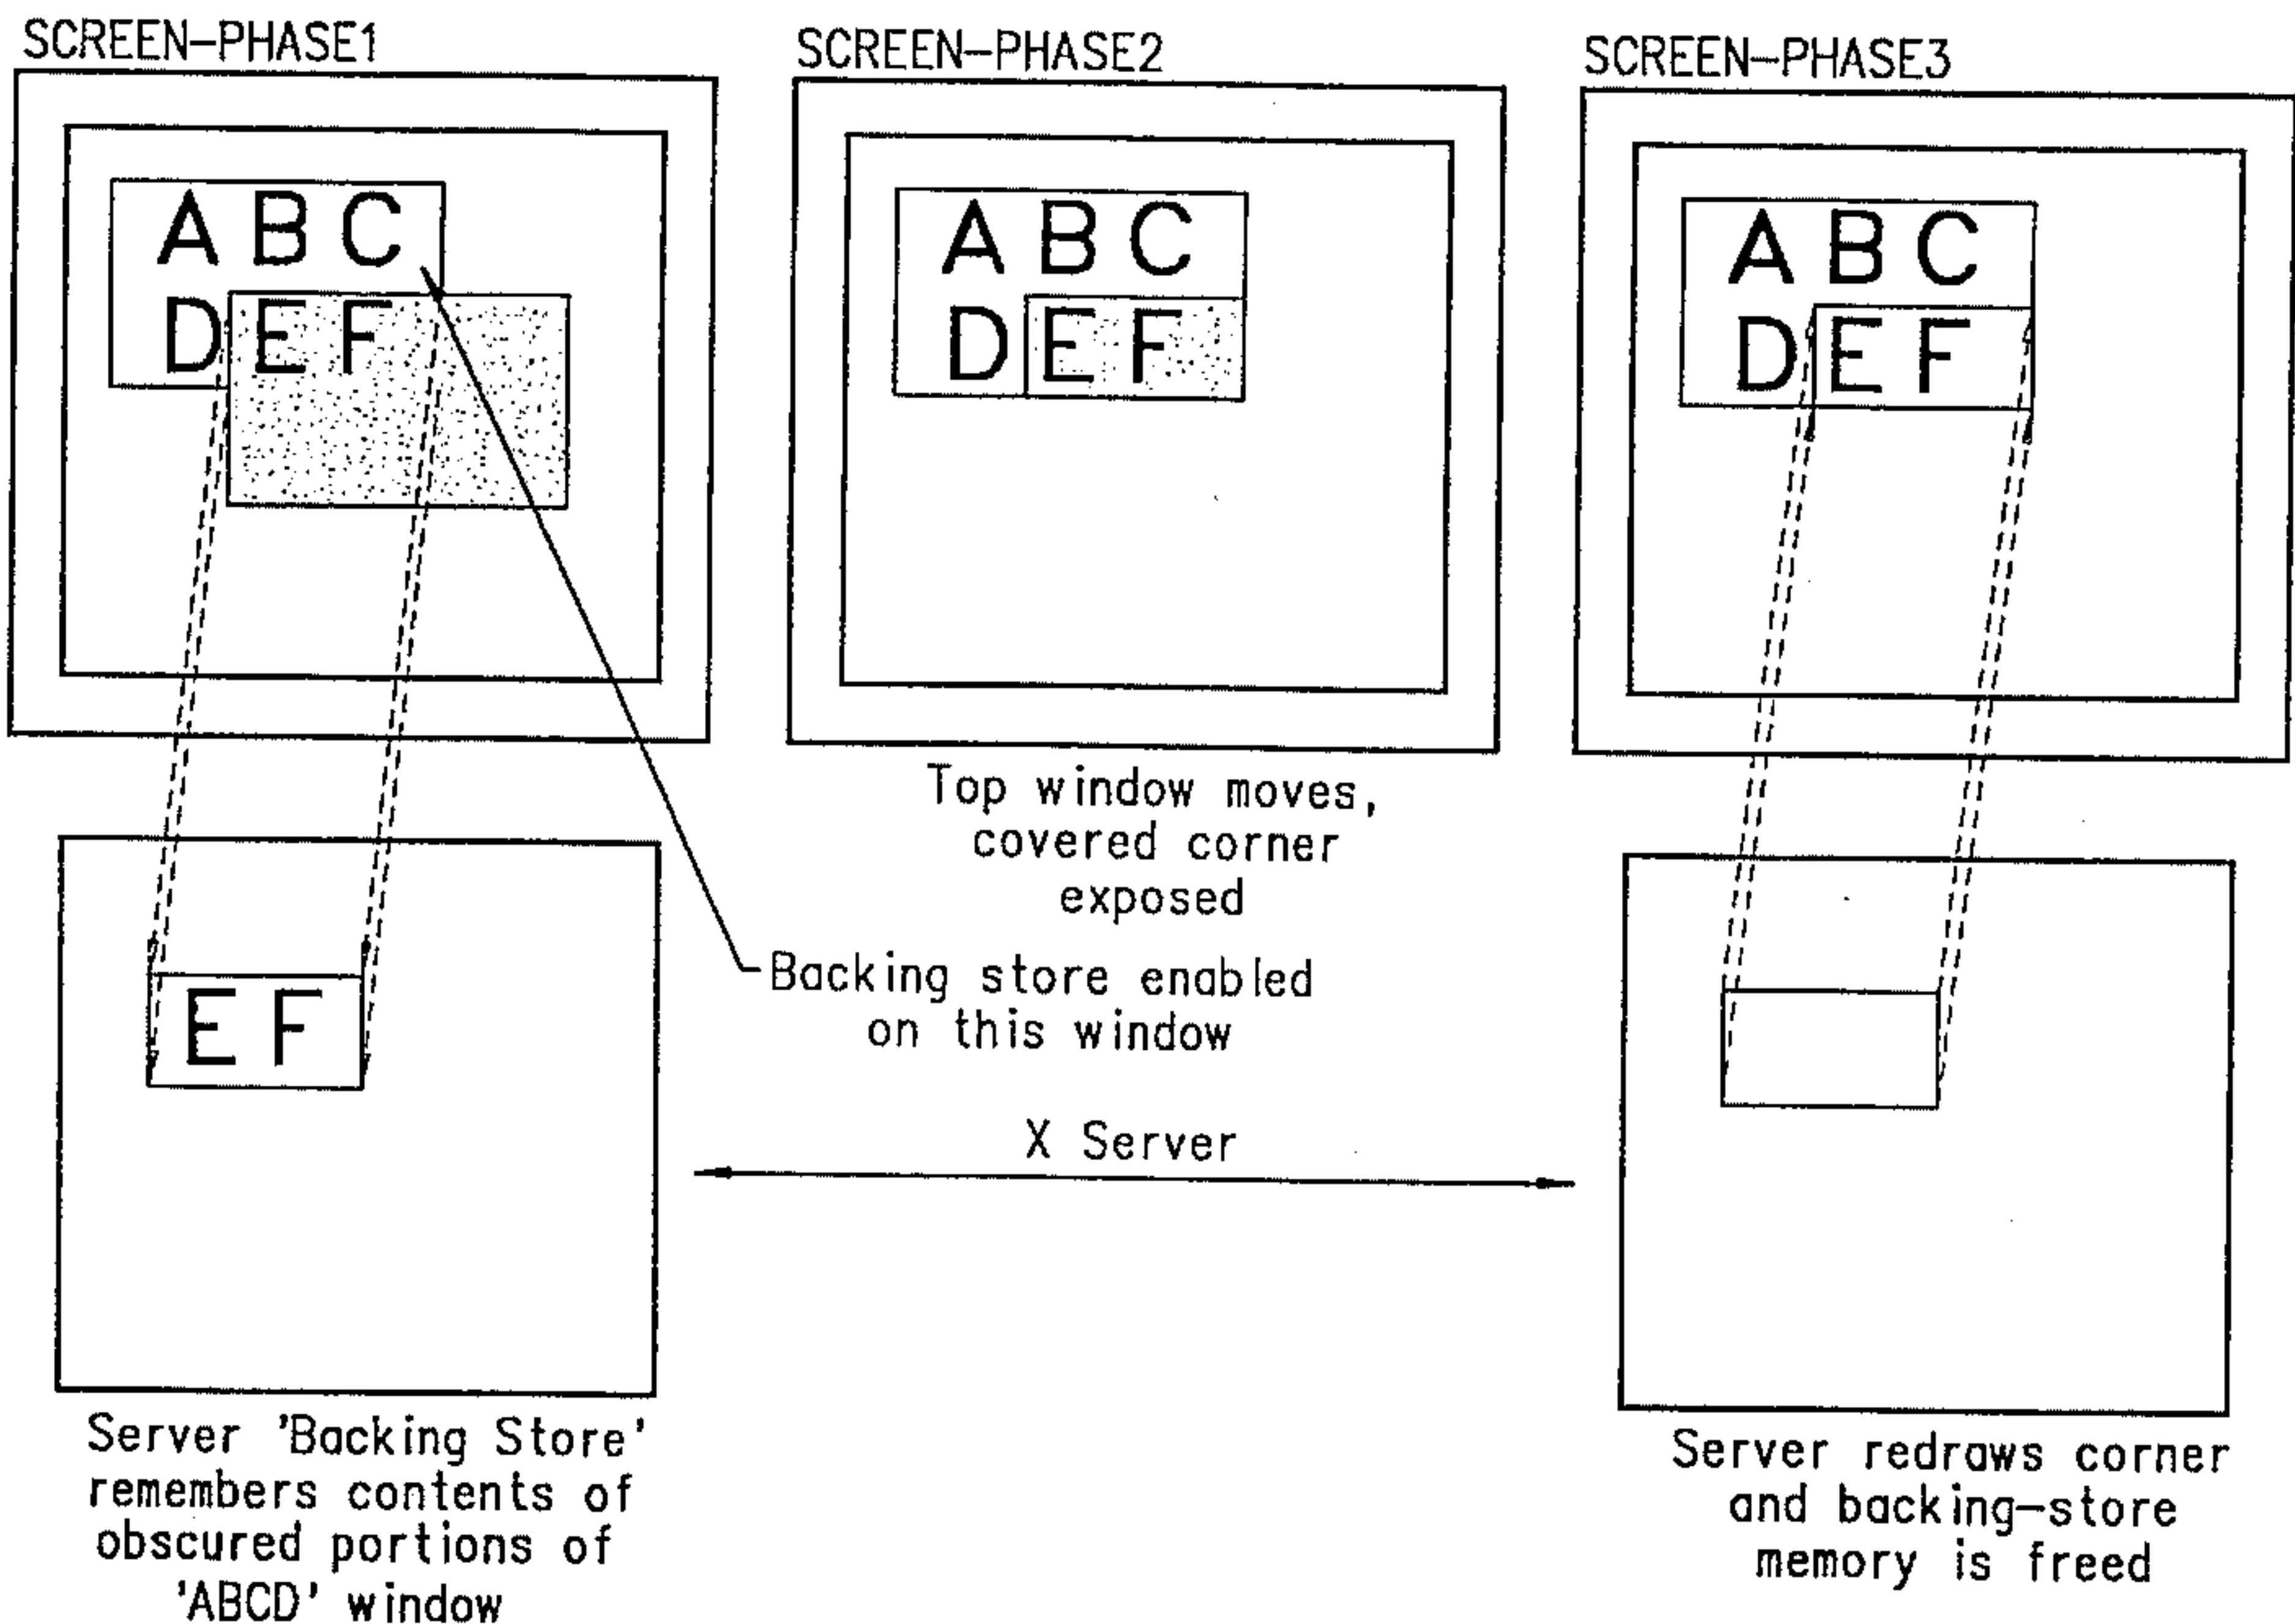 SCREEN-PHASE1
A B C
D E F
SCREEN-PHASE2
A B C
D E F
SCREEN-PHASE3
A B C
D E F
Top window moves,
covered corner
exposed
E F
Backing store enabled
on this window
X Server
Server 'Backing Store'
remembers contents of
obscured portions of
'ABCD' window
Server redraws corner
and backing-store
memory is freed